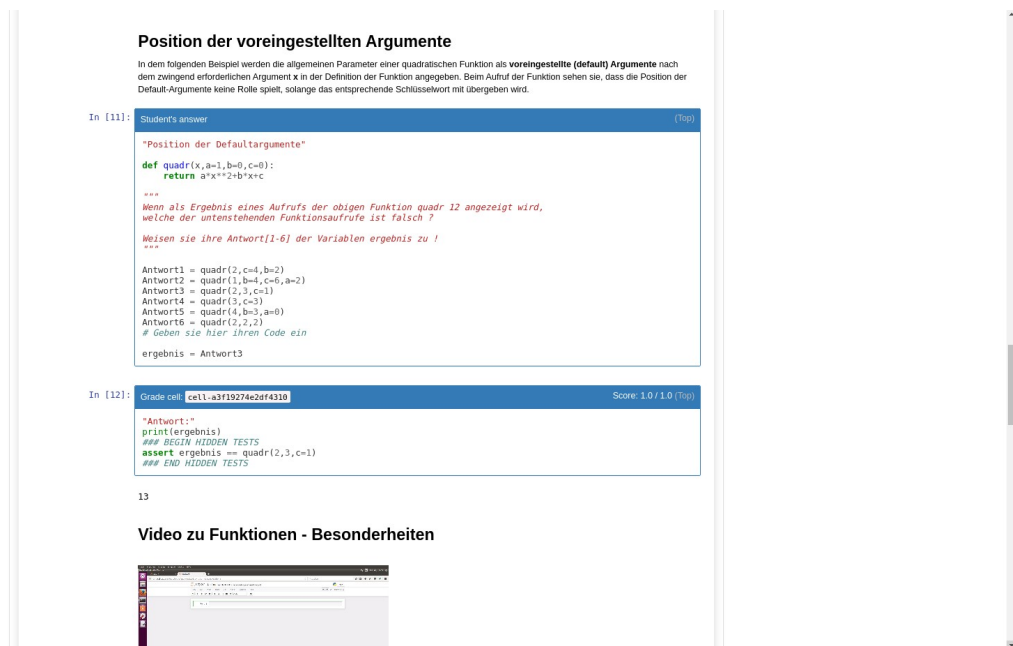 Position der voreingestellten Argumente
In dem folgenden Beispiel werden die allgemeinen Parameter einer quadratischen Funktion als voreingestellte (default) Argumente nach
dem zwingend erforderlichen Argument x in der Definition der Funktion angegeben. Beim Aufruf der Funktion sehen sie, dass die Position der
Default-Argumente keine Rolle spielt, solange das entsprechende Schlüsselwort mit übergeben wird.
In [11]: Student's answer (Top)
"Position der Defaultargumente"
def quadr(x,a=1,b=0,c=0):
    return a*x**2+b*x+c
"""
Wenn als Ergebnis eines Aufrufs der obigen Funktion quadr 12 angezeigt wird,
welche der untenstehenden Funktionsaufrufe ist falsch ?
Weisen sie ihre Antwort[1-6] der Variablen ergebnis zu !
"""
Antwort1 = quadr(2,c=4,b=2)
Antwort2 = quadr(1,b=4,c=6,a=2)
Antwort3 = quadr(2,3,c=1)
Antwort4 = quadr(3,c=3)
Antwort5 = quadr(4,b=3,a=0)
Antwort6 = quadr(2,2,2)
# Geben sie hier ihren Code ein
ergebnis = Antwort3
In [12]: Grade cell: cell-a3f19274e2df4310 Score: 1.0 / 1.0 (Top)
"Antwort:"
print(ergebnis)
### BEGIN HIDDEN TESTS
assert ergebnis == quadr(2,3,c=1)
### END HIDDEN TESTS
13
Video zu Funktionen - Besonderheiten